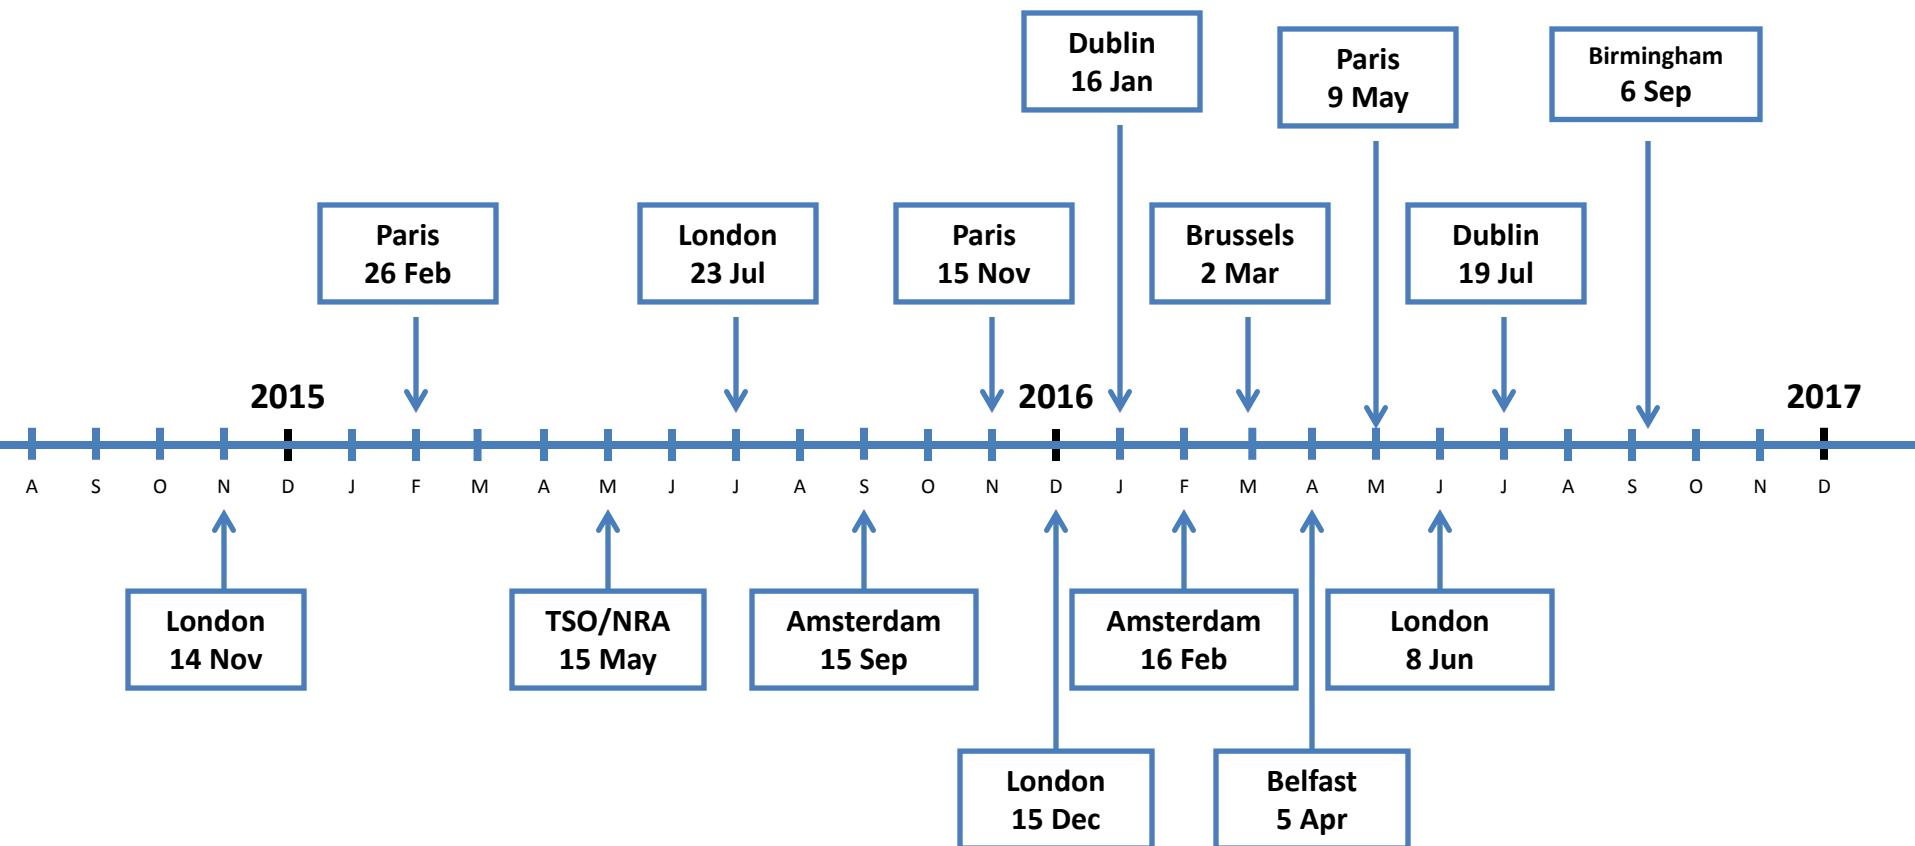 Dublin
16 Jan
Paris
9 May
Birmingham
6 Sep
Paris
26 Feb
London
23 Jul
Paris
15 Nov
Brussels
2 Mar
Dublin
19 Jul
2015
2016
2017
A S O N D J F M A M J J A S O N D J F M A M J J A S O N D
London
14 Nov
TSO/NRA
15 May
Amsterdam
15 Sep
Amsterdam
16 Feb
London
8 Jun
London
15 Dec
Belfast
5 Apr